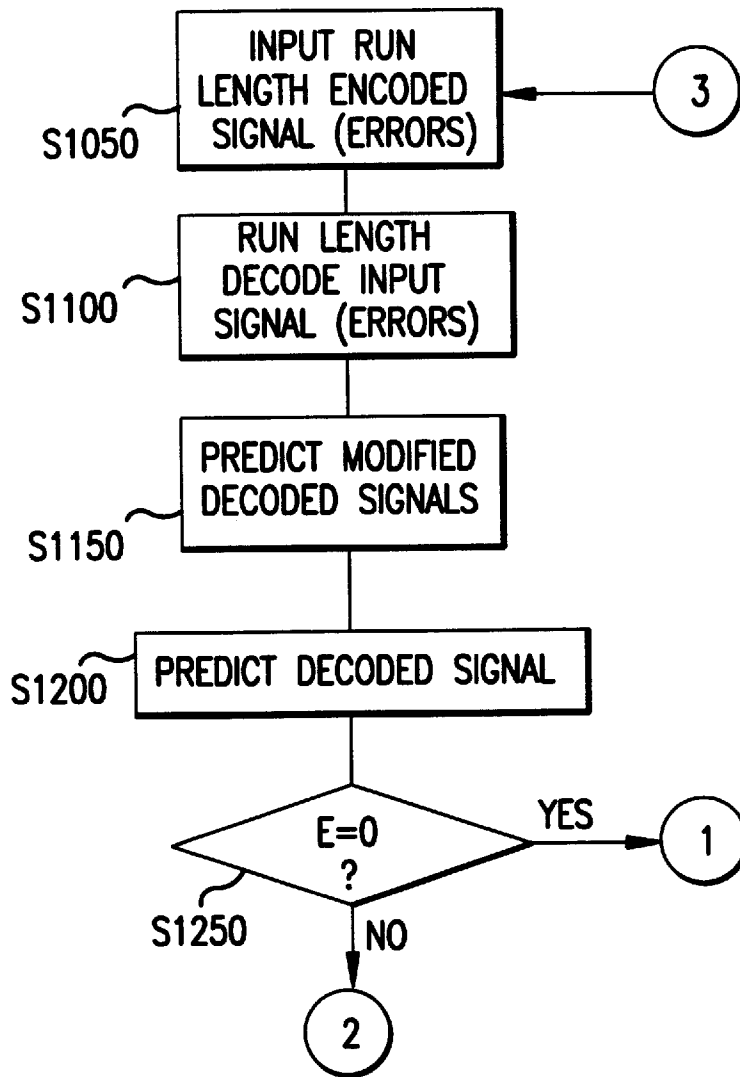 INPUT RUN
LENGTH ENCODED
SIGNAL (ERRORS)
3
S1050
RUN LENGTH
DECODE INPUT
SIGNAL (ERRORS)
S1100
PREDICT MODIFIED
DECODED SIGNALS
S1150
PREDICT DECODED SIGNAL
S1200
E=0
?
YES
1
S1250
NO
2